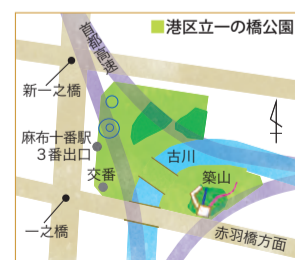 港区立一の橋公園
首都高速
新一之橋
麻布十番駅
3番出口
古川
交番
築山
一之橋
赤羽橋方面